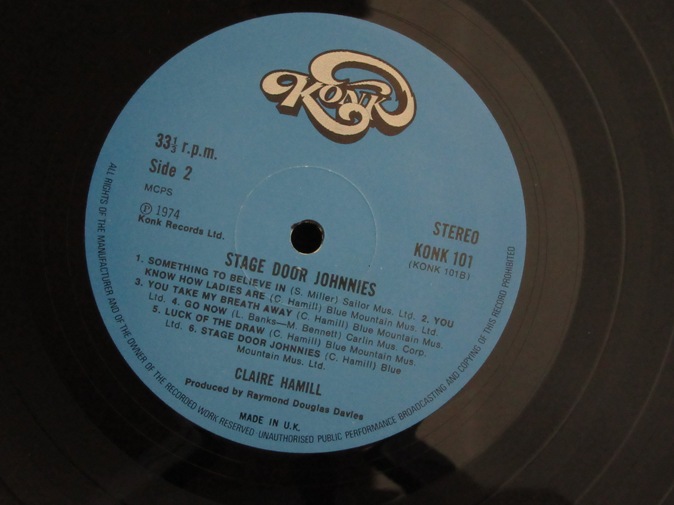 KONK
33⅓ r.p.m.
Side 2
MCPS
Ⓟ 1974
Konk Records Ltd.
STEREO
KONK 101
(KONK 101B)
STAGE DOOR JOHNNIES
1. SOMETHING TO BELIEVE IN (S. Miller) Sailor Mus. Ltd. 2. YOU
KNOW HOW LADIES ARE (C. Hamill) Blue Mountain Mus. Ltd.
3. YOU TAKE MY BREATH AWAY (C. Hamill) Blue Mountain Mus.
Ltd. 4. GO NOW (L. Banks—M. Bennett) Carlin Mus. Corp.
5. LUCK OF THE DRAW (C. Hamill) Blue Mountain Mus.
Ltd. 6. STAGE DOOR JOHNNIES (C. Hamill) Blue
Mountain Mus. Ltd.
CLAIRE HAMILL
Produced by Raymond Douglas Davies
MADE IN U.K.
ALL RIGHTS OF THE MANUFACTURER AND OF THE OWNER OF THE RECORDED WORK RESERVED UNAUTHORISED PUBLIC PERFORMANCE BROADCASTING AND COPYING OF THIS RECORD PROHIBITED